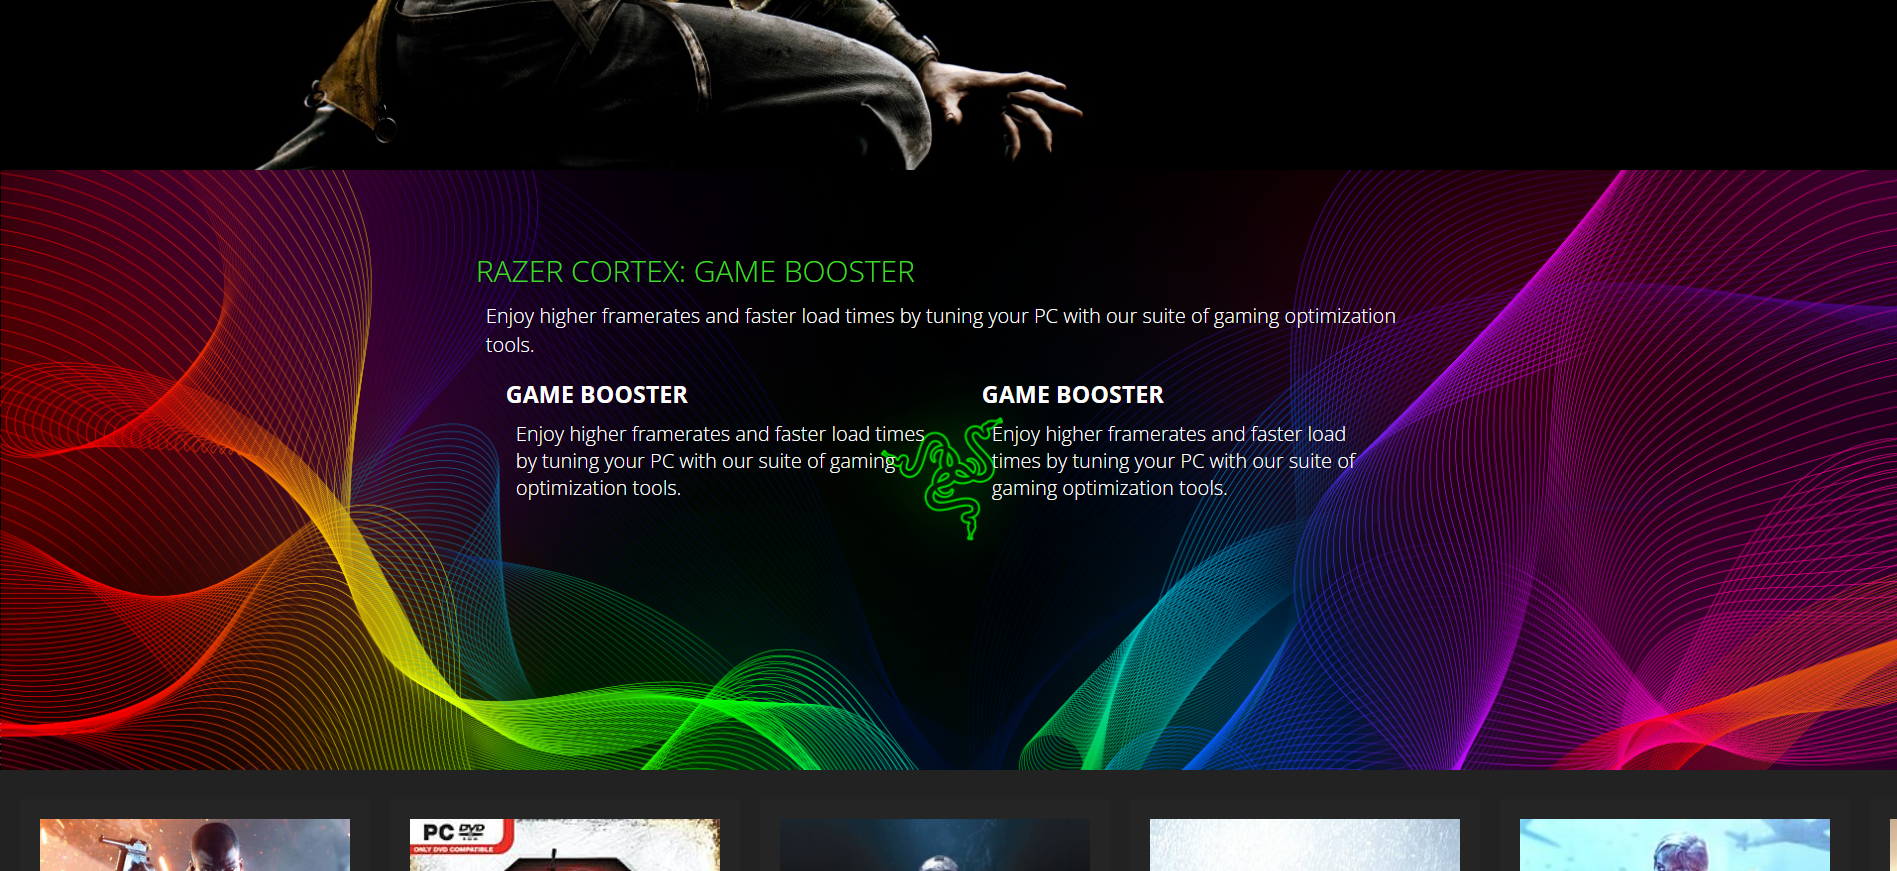 RAZER CORTEX: GAME BOOSTER
Enjoy higher framerates and faster load times by tuning your PC with our suite of gaming optimization
tools.
GAME BOOSTER
Enjoy higher framerates and faster load times
by tuning your PC with our suite of gaming
optimization tools.
GAME BOOSTER
Enjoy higher framerates and faster load
times by tuning your PC with our suite of
gaming optimization tools.
PC DVD
ONLY DVD COMPATIBLE